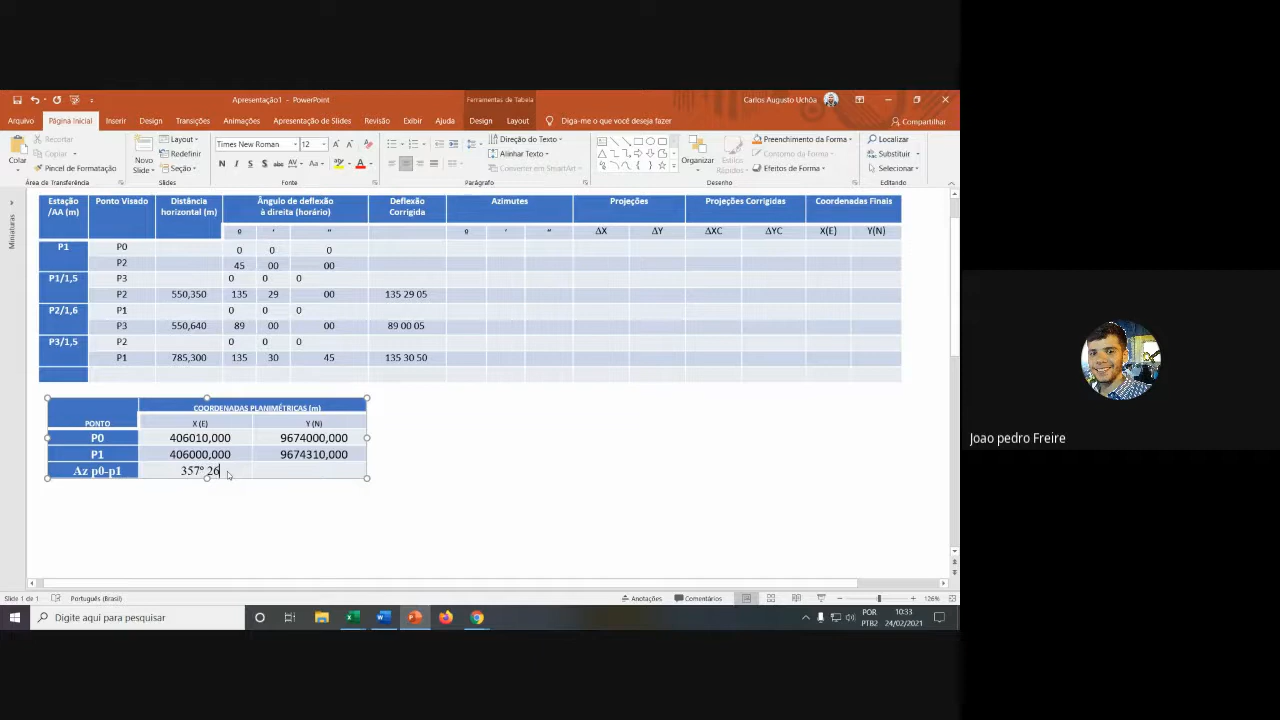 Apresentação1 - PowerPoint
Ferramentas de Tabela
Carlos Augusto Uchôa
Arquivo Página Inicial Inserir Design Transições Animações Apresentação de Slides Revisão Exibir Ajuda Design Layout Diga-me o que você deseja fazer Compartilhar
Colar
Recortar
Copiar
Pincel de Formatação
Área de Transferência
Novo Slide
Layout
Redefinir
Seção
Slides
Times New Roman 12
Fonte
Direção do Texto
Alinhar Texto
Converter em SmartArt
Parágrafo
Organizar
Estilos Rápidos
Preenchimento da Forma
Contorno da Forma
Efeitos de Forma
Desenho
Localizar
Substituir
Selecionar
Editando
Miniaturas
Estação /AA (m) Ponto Visado Distância horizontal (m) Ângulo de deflexão à direita (horário) Deflexão Corrigida Azimutes Projeções Projeções Corrigidas Coordenadas Finais
º ' " º ' " ΔX ΔY ΔXC ΔYC X(E) Y(N)
P1 P0 0 0 0
P2 45 00 00
P1/1,5 P3 0 0 0
P2 550,350 135 29 00 135 29 05
P2/1,6 P1 0 0 0
P3 550,640 89 00 00 89 00 05
P3/1,5 P2 0 0 0
P1 785,300 135 30 45 135 30 50
PONTO COORDENADAS PLANIMÉTRICAS (m)
X (E) Y (N)
P0 406010,000 9674000,000
P1 406000,000 9674310,000
Az p0-p1 357º 26
Joao pedro Freire
Slide 1 de 1 Português (Brasil) Anotações Comentários 126%
Digite aqui para pesquisar
POR
PTB2
10:33
24/02/2021